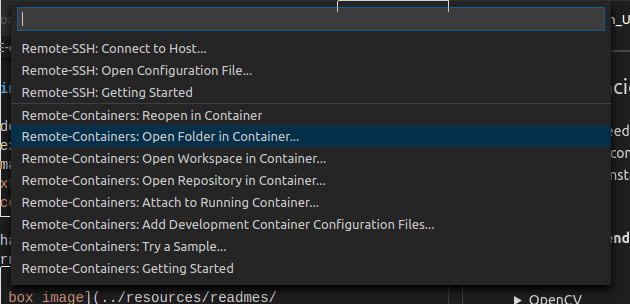 _U
Remote-SSH: Connect to Host...
Remote-SSH: Open Configuration File...
Remote-SSH: Getting Started
Remote-Containers: Reopen in Container
Remote-Containers: Open Folder in Container...
Remote-Containers: Open Workspace in Container...
Remote-Containers: Open Repository in Container...
Remote-Containers: Attach to Running Container...
Remote-Containers: Add Development Container Configuration Files...
Remote-Containers: Try a Sample...
Remote-Containers: Getting Started
box image](../resources/readmes/
▶ OpenCV